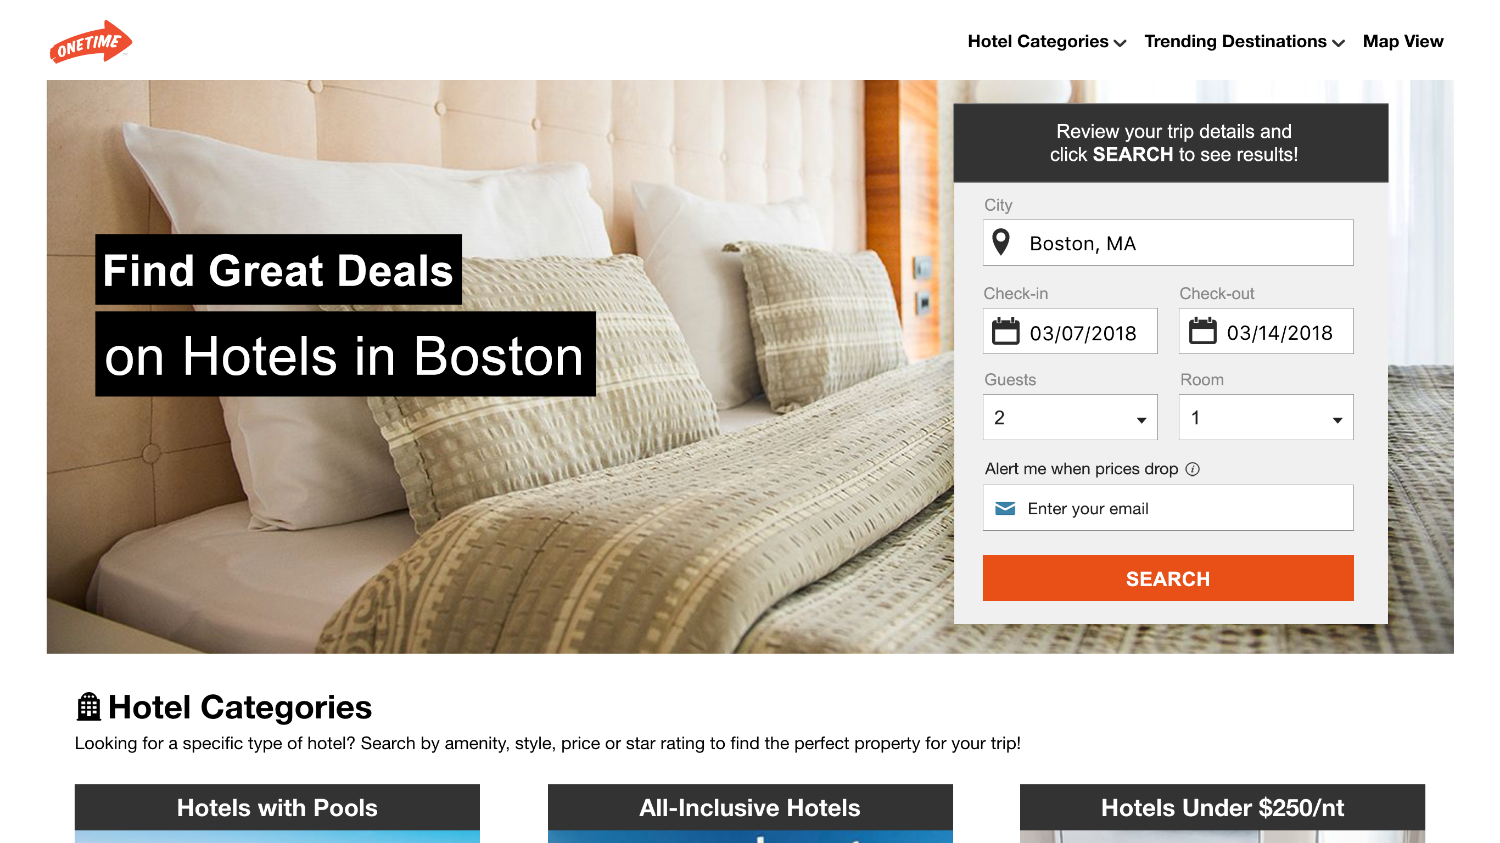 ONETIME
Hotel Categories
Trending Destinations
Map View
Find Great Deals
on Hotels in Boston
Review your trip details and
click SEARCH to see results!
City
Boston, MA
Check-in
Check-out
03/07/2018
03/14/2018
Guests
Room
2
1
Alert me when prices drop i
Enter your email
SEARCH
Hotel Categories
Looking for a specific type of hotel? Search by amenity, style, price or star rating to find the perfect property for your trip!
Hotels with Pools
All-Inclusive Hotels
Hotels Under $250/nt